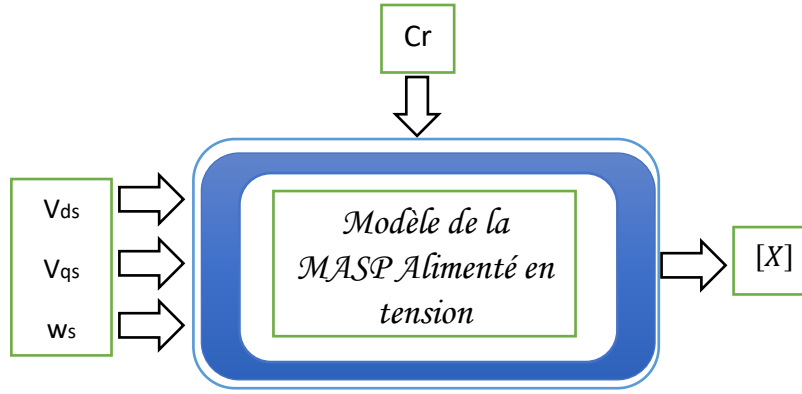 Cr
Vds
Vqs
ws
Modèle de la
MASP Alimenté en
tension
[X]